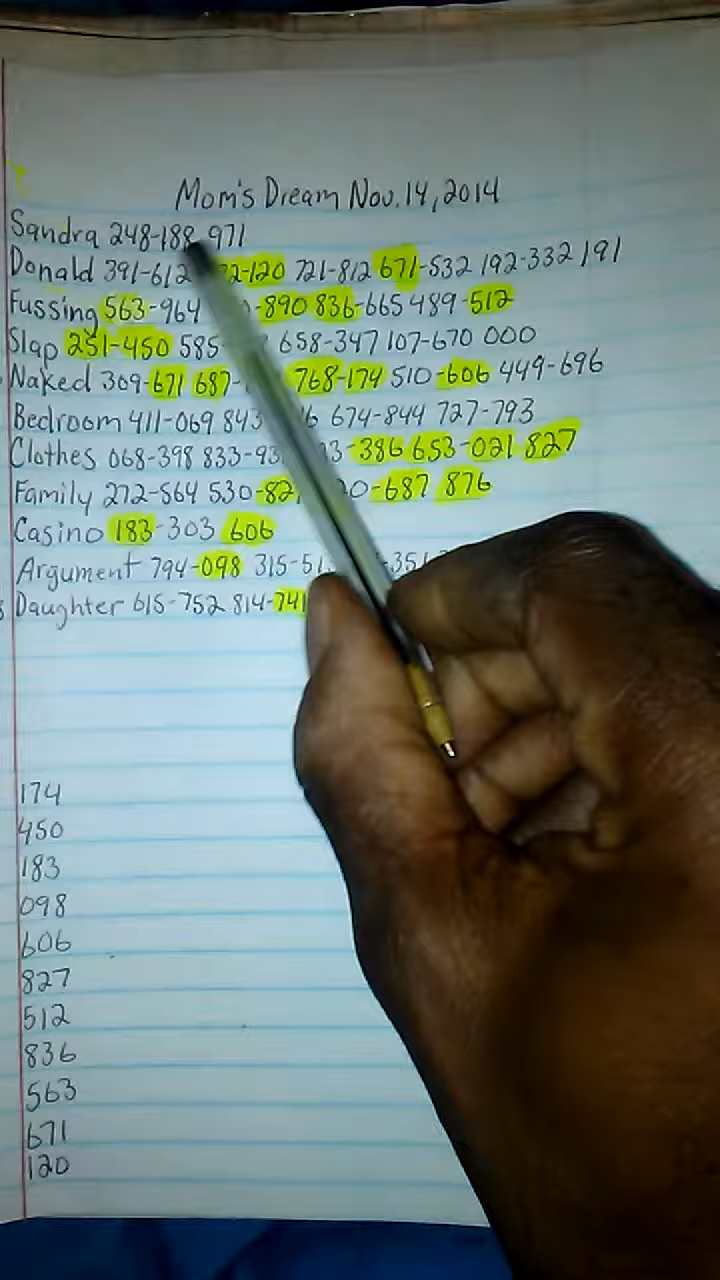 Mom's Dream Nov. 14, 2014
Sandra 248-188-971
Donald 391-612 -120 721-812 671-532 192-332 191
Fussing 563-964 -890 836-665 489-512
Slap 251-450 585- 658-347 107-670 000
Naked 309-671 687- 768-174 510-606 449-696
Bedroom 411-069 843 674-844 727-793
Clothes 068-398 833- -386 653-021 827
Family 272-564 530- -687 876
Casino 183-303 606
Argument 794-098 315-
Daughter 615-752 814-741
174
450
183
098
606
827
512
836
563
671
120